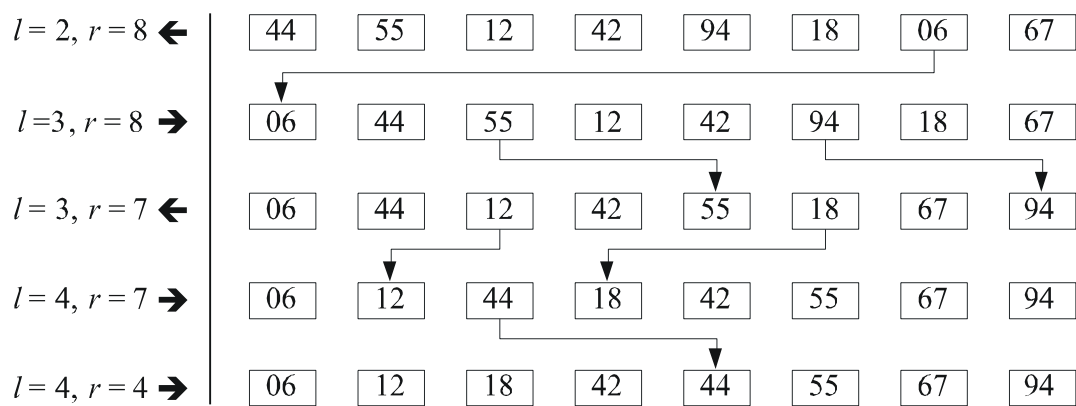 l = 2, r = 8 ← 44 55 12 42 94 18 06 67
l =3, r = 8 → 06 44 55 12 42 94 18 67
l = 3, r = 7 ← 06 44 12 42 55 18 67 94
l = 4, r = 7 → 06 12 44 18 42 55 67 94
l = 4, r = 4 → 06 12 18 42 44 55 67 94